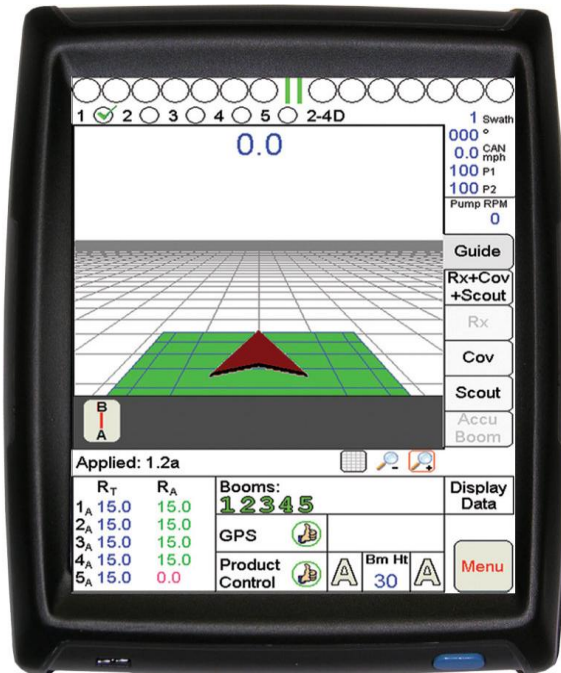 1 2 3 4 5 2-4D
1 Swath
000 °
0.0 CAN mph
100 P1
100 P2
Pump RPM
0
0.0
Guide
Rx+Cov
+Scout
Rx
Cov
Scout
Accu
Boom
B
A
Applied: 1.2a
RT RA
1A 15.0 15.0
2A 15.0 15.0
3A 15.0 15.0
4A 15.0 15.0
5A 15.0 0.0
Booms:
12345
GPS
Product
Control
A
Bm Ht
30
A
Display
Data
Menu